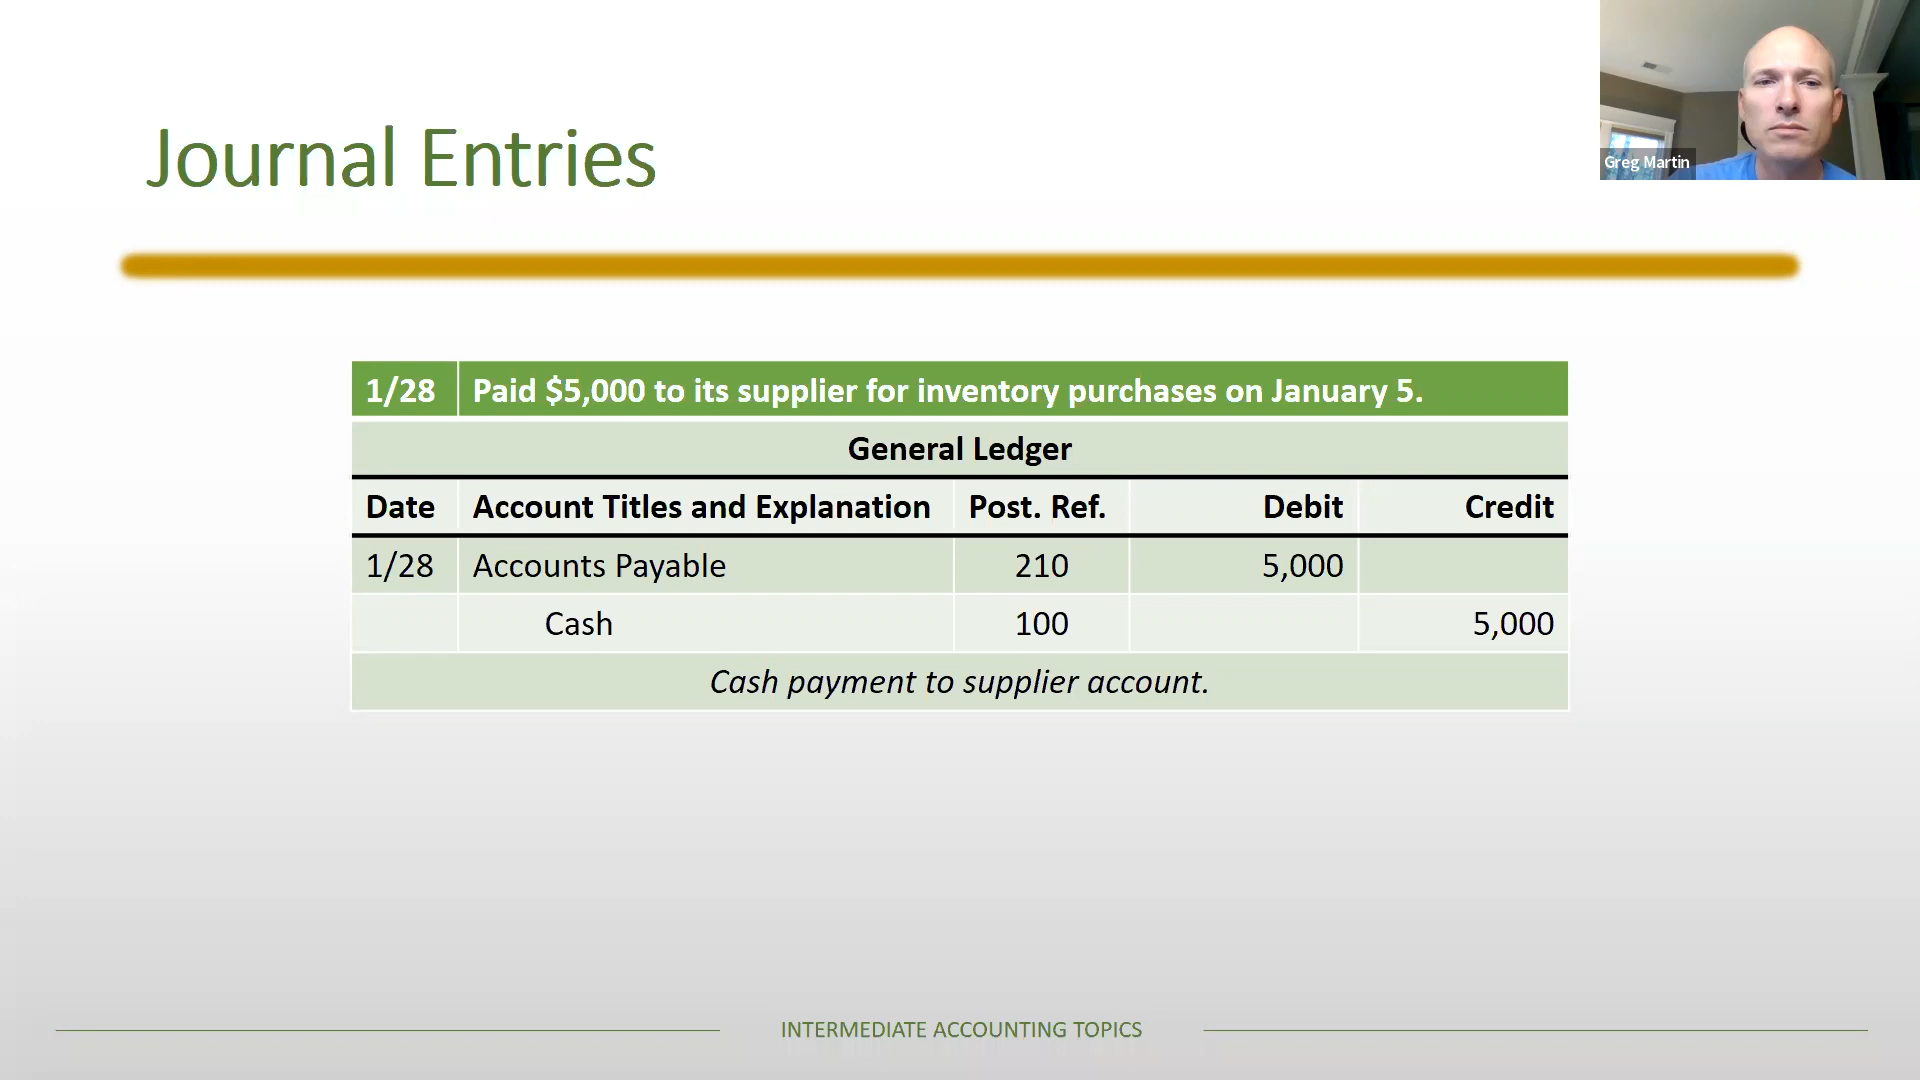 Journal Entries
Greg Martin
1/28 Paid $5,000 to its supplier for inventory purchases on January 5.
General Ledger
Date Account Titles and Explanation Post. Ref. Debit Credit
1/28 Accounts Payable 210 5,000
Cash 100 5,000
Cash payment to supplier account.
INTERMEDIATE ACCOUNTING TOPICS